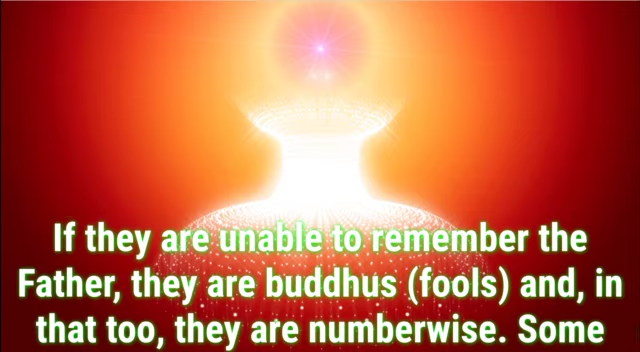 If they are unable to remember the
Father, they are buddhus (fools) and, in
that too, they are numberwise. Some